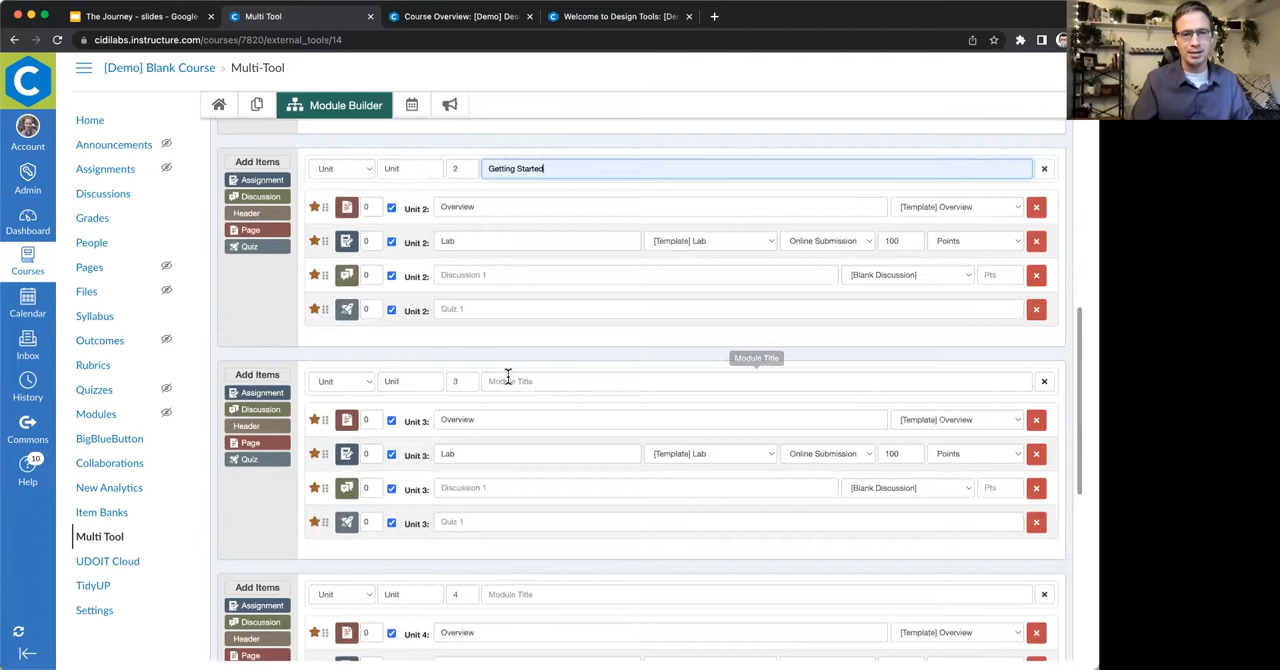 The Journey - slides - Google
Multi Tool
Course Overview: [Demo] Des
Welcome to Design Tools: [De
cidilabs.instructure.com/courses/7820/external_tools/14
[Demo] Blank Course > Multi-Tool
Account
Admin
Dashboard
Courses
Calendar
Inbox
History
Commons
10
Help
Home
Announcements
Assignments
Discussions
Grades
People
Pages
Files
Syllabus
Outcomes
Rubrics
Quizzes
Modules
BigBlueButton
Collaborations
New Analytics
Item Banks
Multi Tool
UDOIT Cloud
TidyUP
Settings
Module Builder
Add Items
Assignment
Discussion
Header
Page
Quiz
Unit Unit 2 Getting Started
0 Unit 2: Overview [Template] Overview
0 Unit 2: Lab [Template] Lab Online Submission 100 Points
0 Unit 2: Discussion 1 [Blank Discussion] Pts
0 Unit 2: Quiz 1
Module Title
Add Items
Assignment
Discussion
Header
Page
Quiz
Unit Unit 3 Module Title
0 Unit 3: Overview [Template] Overview
0 Unit 3: Lab [Template] Lab Online Submission 100 Points
0 Unit 3: Discussion 1 [Blank Discussion] Pts
0 Unit 3: Quiz 1
Add Items
Assignment
Discussion
Header
Page
Unit Unit 4 Module Title
0 Unit 4: Overview [Template] Overview